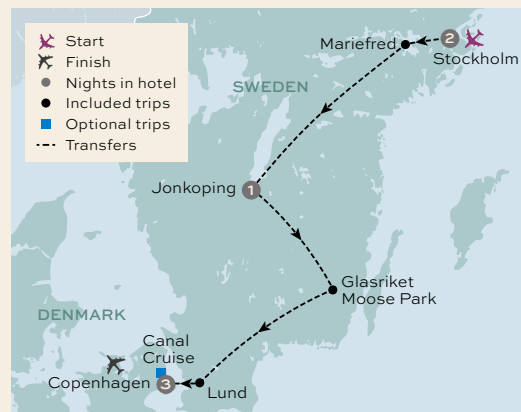 Start
Finish
Nights in hotel
Included trips
Optional trips
Transfers
Mariefred
2
Stockholm
SWEDEN
Jonkoping
1
Glasriket
Moose Park
DENMARK
Canal
Cruise
Copenhagen
3
Lund